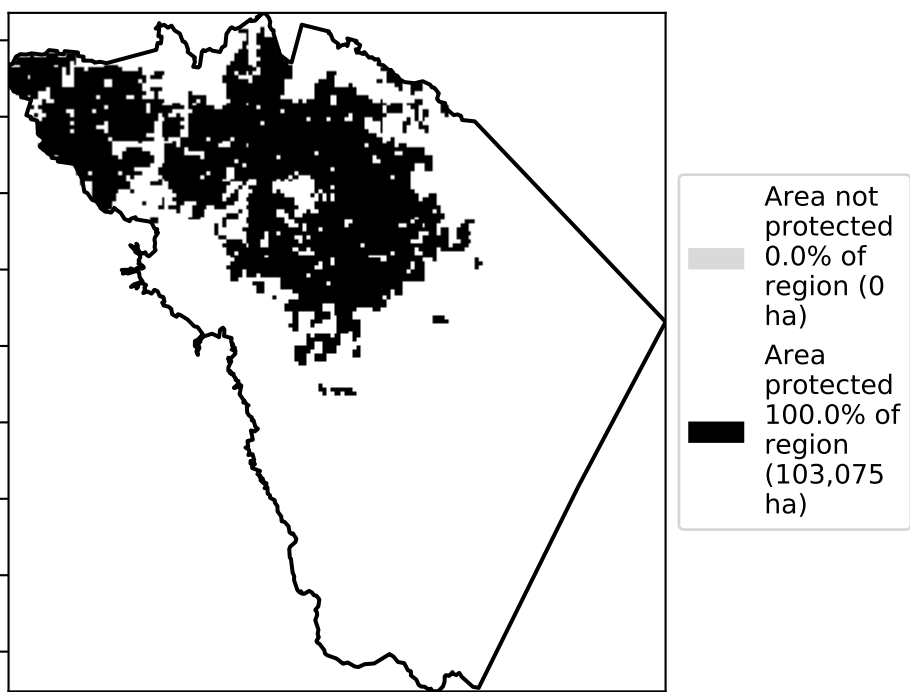 Area not
protected
0.0% of
region (0
ha)
Area
protected
100.0% of
region
(103,075
ha)